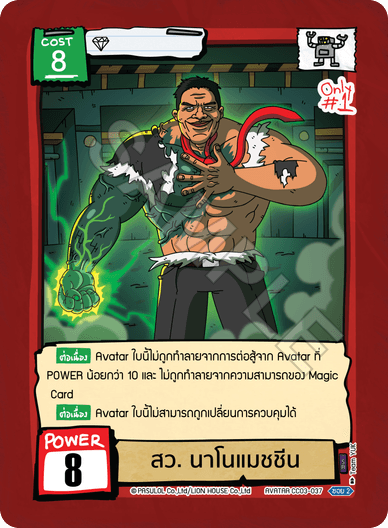 COST
8
Only
#1
SAMPLE
ต่อเนื่อง Avatar ใบนี้ไม่ถูกทำลายจากการต่อสู้จาก Avatar ที่
POWER น้อยกว่า 10 และ ไม่ถูกทำลายจากความสามารถของ Magic
Card
ต่อเนื่อง Avatar ใบนี้ไม่สามารถถูกเปลี่ยนการควบคุมได้
POWER
8
สว. นาโนแมชชีน
Team YUK
© PASULOL Co.,Ltd/LION HOUSE Co.,Ltd
AVATAR CC03-037
ซอย 2